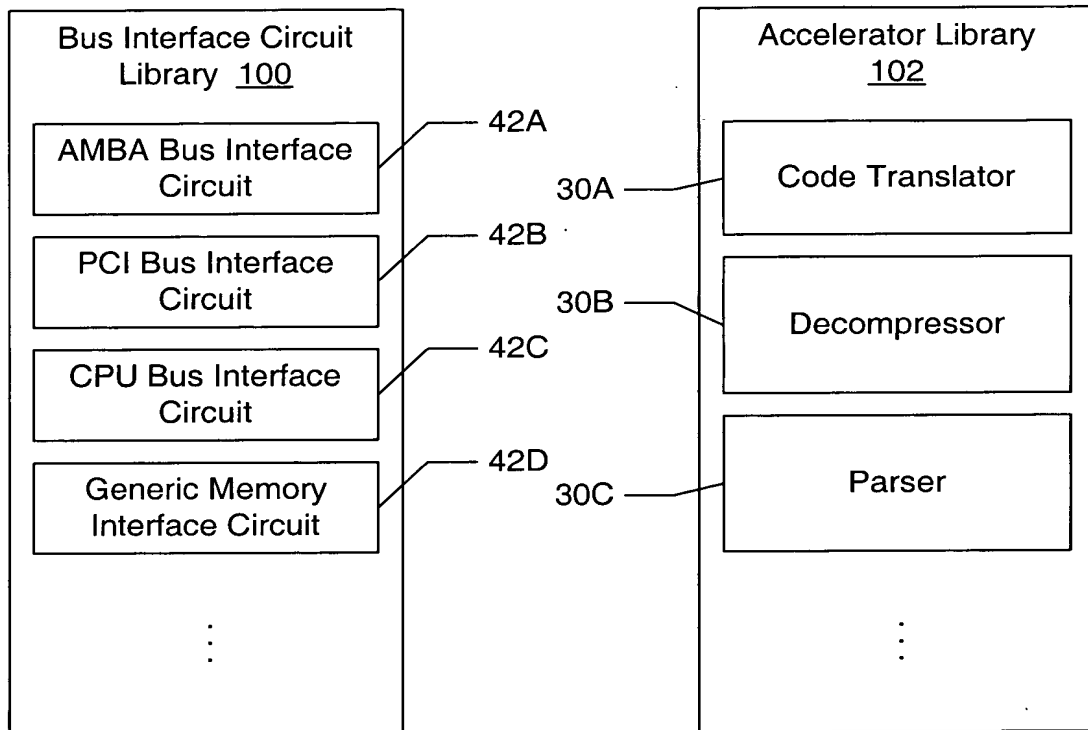 Bus Interface Circuit
Library 100
AMBA Bus Interface
Circuit
42A
PCI Bus Interface
Circuit
42B
CPU Bus Interface
Circuit
42C
Generic Memory
Interface Circuit
42D
Accelerator Library
102
30A
Code Translator
30B
Decompressor
30C
Parser